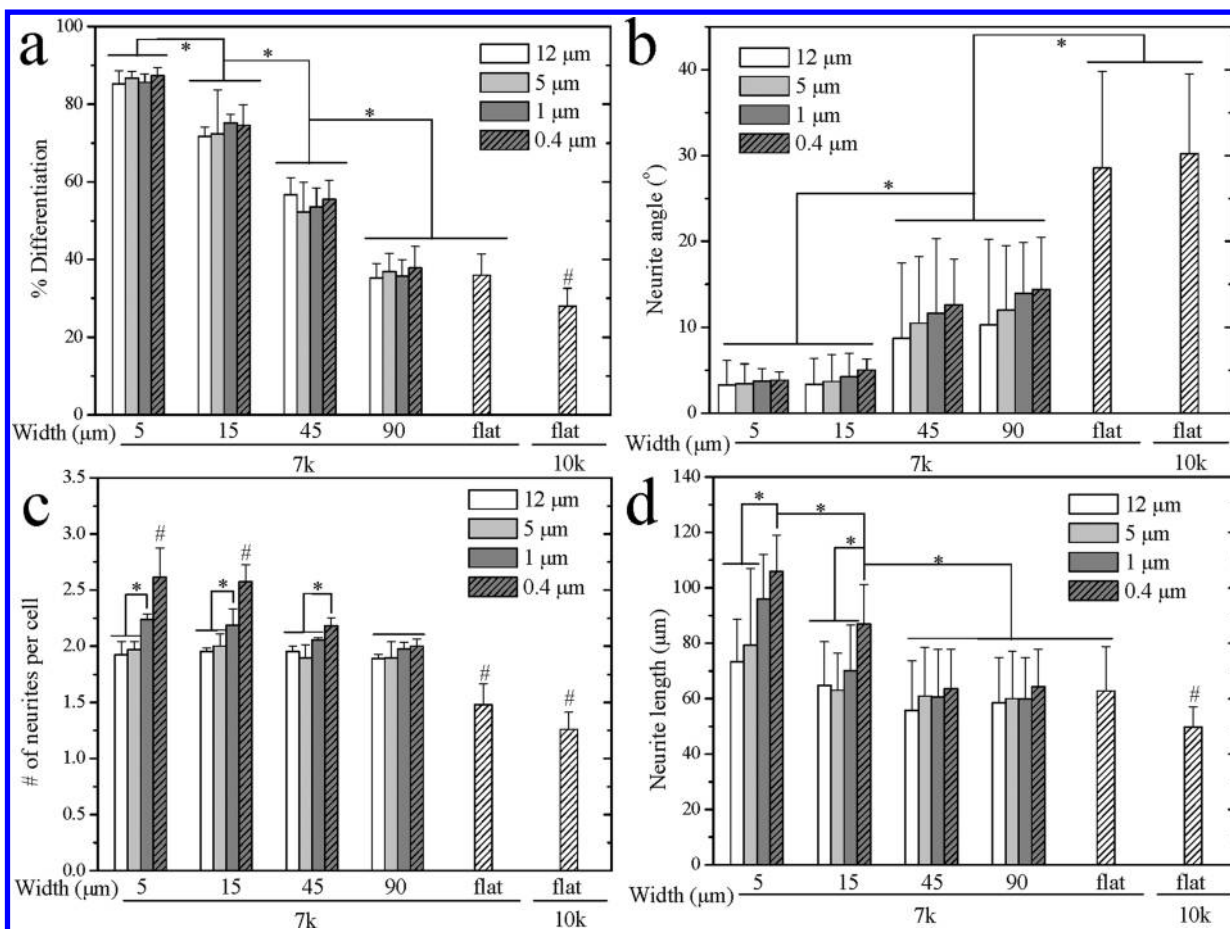 a
100
80
60
40
20
0
% Differentiation
* * * #
12 μm
5 μm
1 μm
0.4 μm
Width (μm) 5 15 45 90 flat flat
7k 10k
b
40
30
20
10
0
Neurite angle (°)
* *
12 μm
5 μm
1 μm
0.4 μm
Width (μm) 5 15 45 90 flat flat
7k 10k
c
3.5
3.0
2.5
2.0
1.5
1.0
0.5
0.0
# of neurites per cell
* # * # * # #
12 μm
5 μm
1 μm
0.4 μm
Width (μm) 5 15 45 90 flat flat
7k 10k
d
140
120
100
80
60
40
20
0
Neurite length (μm)
* * * * #
12 μm
5 μm
1 μm
0.4 μm
Width (μm) 5 15 45 90 flat flat
7k 10k